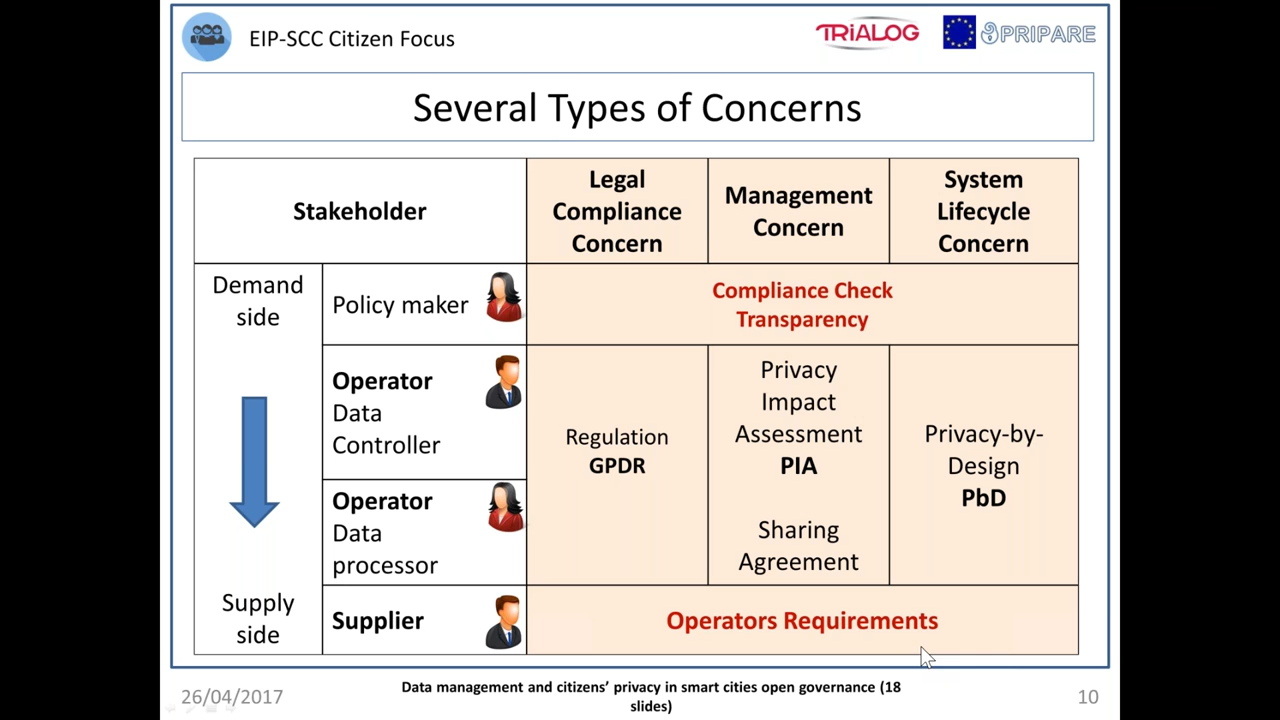 EIP-SCC Citizen Focus
TRiALOG
PRIPARE
Several Types of Concerns
Stakeholder
Legal
Compliance
Concern
Management
Concern
System
Lifecycle
Concern
Demand
side
Policy maker
Compliance Check
Transparency
Operator
Data
Controller
Regulation
GPDR
Privacy
Impact
Assessment
PIA
Sharing
Agreement
Privacy-by-
Design
PbD
Operator
Data
processor
Supply
side
Supplier
Operators Requirements
26/04/2017
Data management and citizens’ privacy in smart cities open governance (18
slides)
10